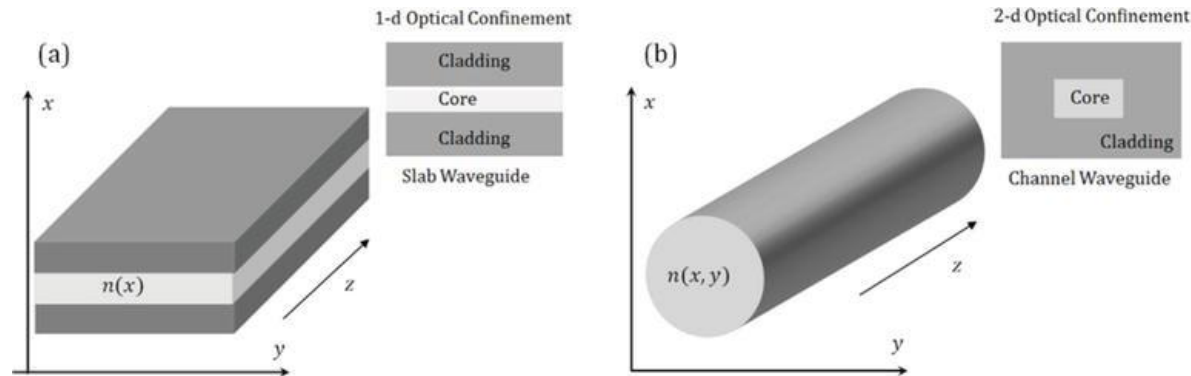 1-d Optical Confinement
(a)
Cladding
Core
Cladding
Slab Waveguide
x
n(x)
z
y
2-d Optical Confinement
(b)
Core
Cladding
Channel Waveguide
x
n(x, y)
z
y